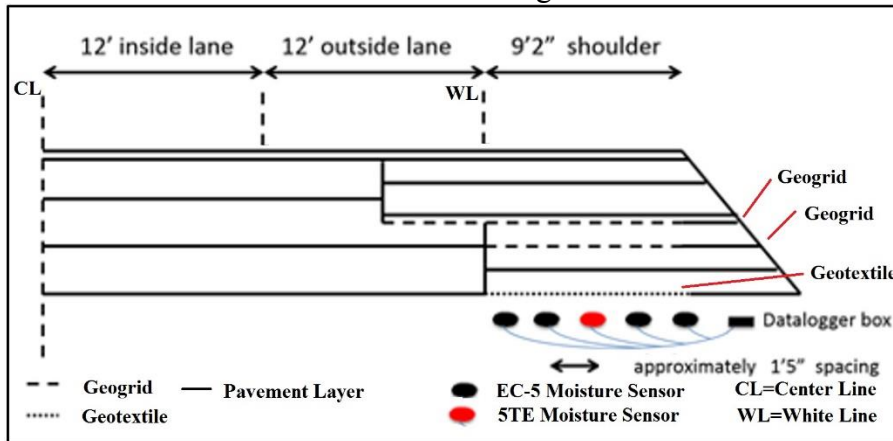 12' inside lane 12' outside lane 9'2" shoulder
CL WL
Geogrid
Geogrid
Geotextile
Datalogger box
approximately 1'5" spacing
Geogrid Pavement Layer EC-5 Moisture Sensor CL=Center Line
Geotextile 5TE Moisture Sensor WL=White Line